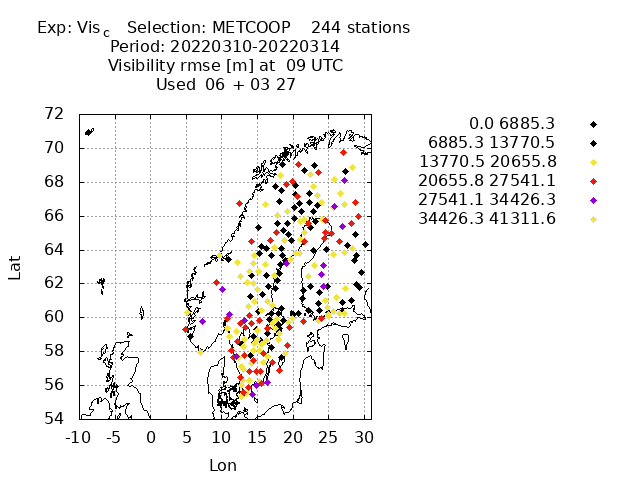 Exp: Vis c Selection: METCOOP 244 stations
Period: 20220310-20220314
Visibility rmse [m] at 09 UTC
Used 06 + 03 27
0.0 6885.3
6885.3 13770.5
13770.5 20655.8
20655.8 27541.1
27541.1 34426.3
34426.3 41311.6
72
70
68
66
64
62
60
58
56
54
Lat
-10 -5 0 5 10 15 20 25 30
Lon